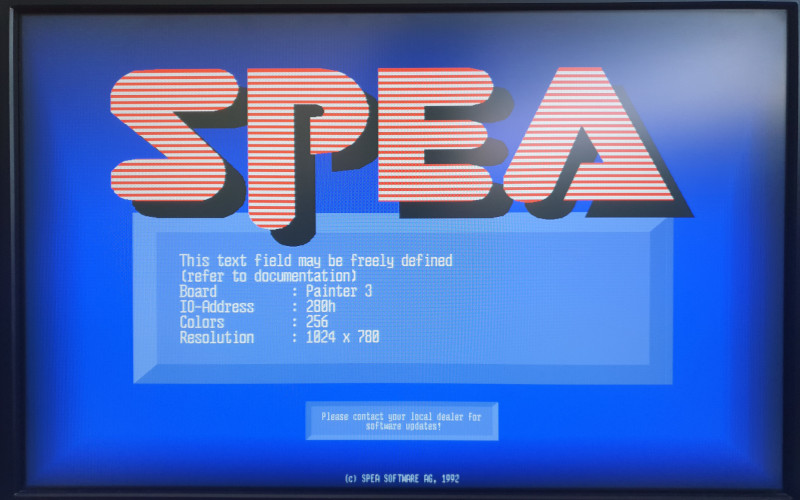 SPEA
This text field may be freely defined
(refer to documentation)
Board : Painter 3
IO-Address : 280h
Colors : 256
Resolution : 1024 x 780
Please contact your local dealer for
software updates!
(c) SPEA SOFTWARE AG, 1992